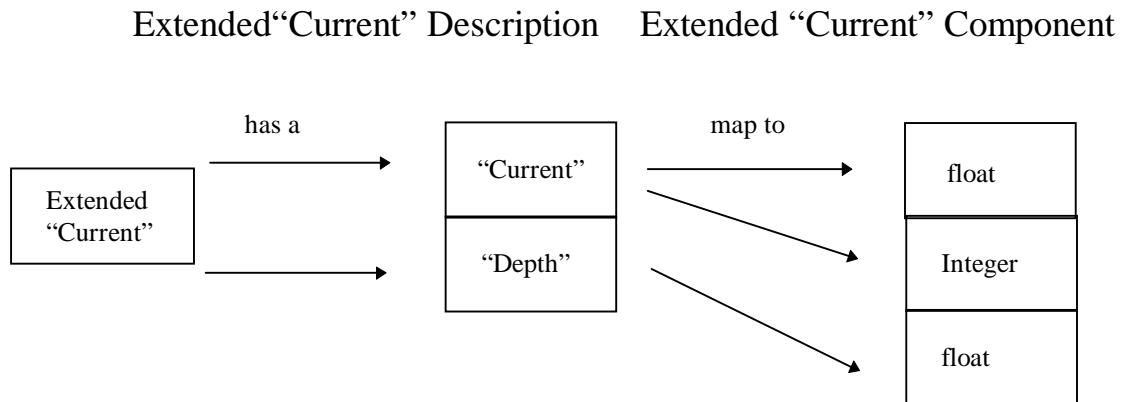 Extended“Current” Description Extended “Current” Component
has a
map to
Extended
“Current”
“Current”
“Depth”
float
Integer
float